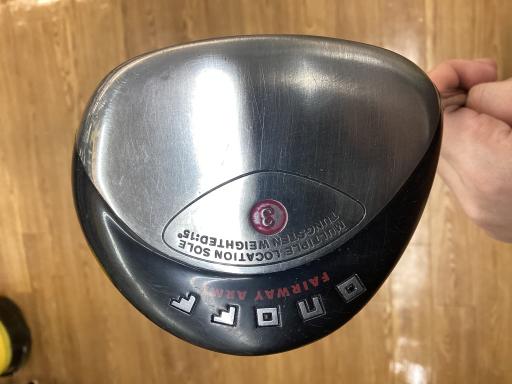 ONOFF
FAIRWAY ARMS
MULTIPLE LOCATION SOLE
TUNGSTEN WEIGHTED:15°
3